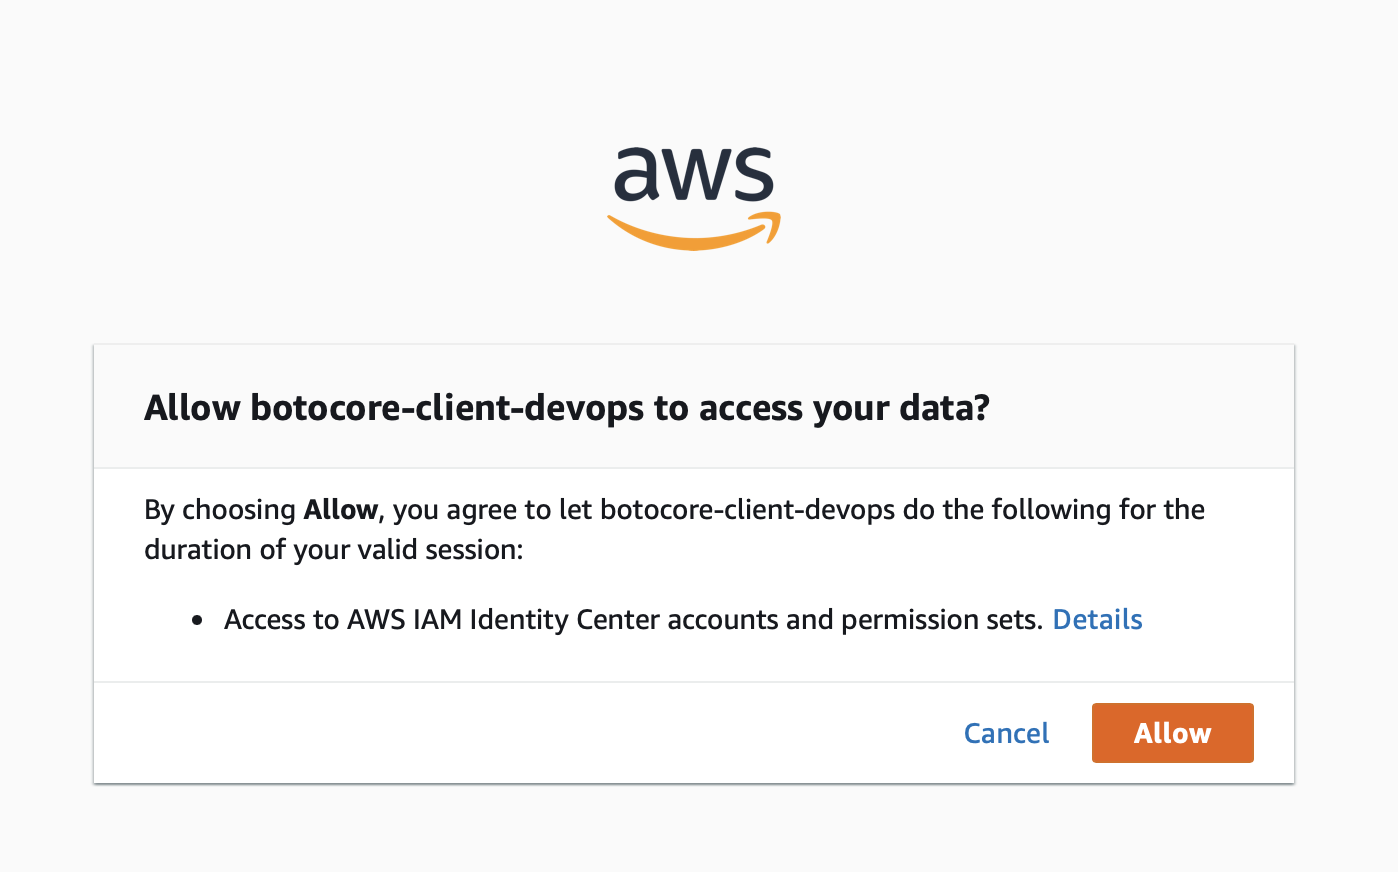 aws
Allow botocore-client-devops to access your data?
By choosing Allow, you agree to let botocore-client-devops do the following for the
duration of your valid session:
• Access to AWS IAM Identity Center accounts and permission sets. Details
Cancel Allow